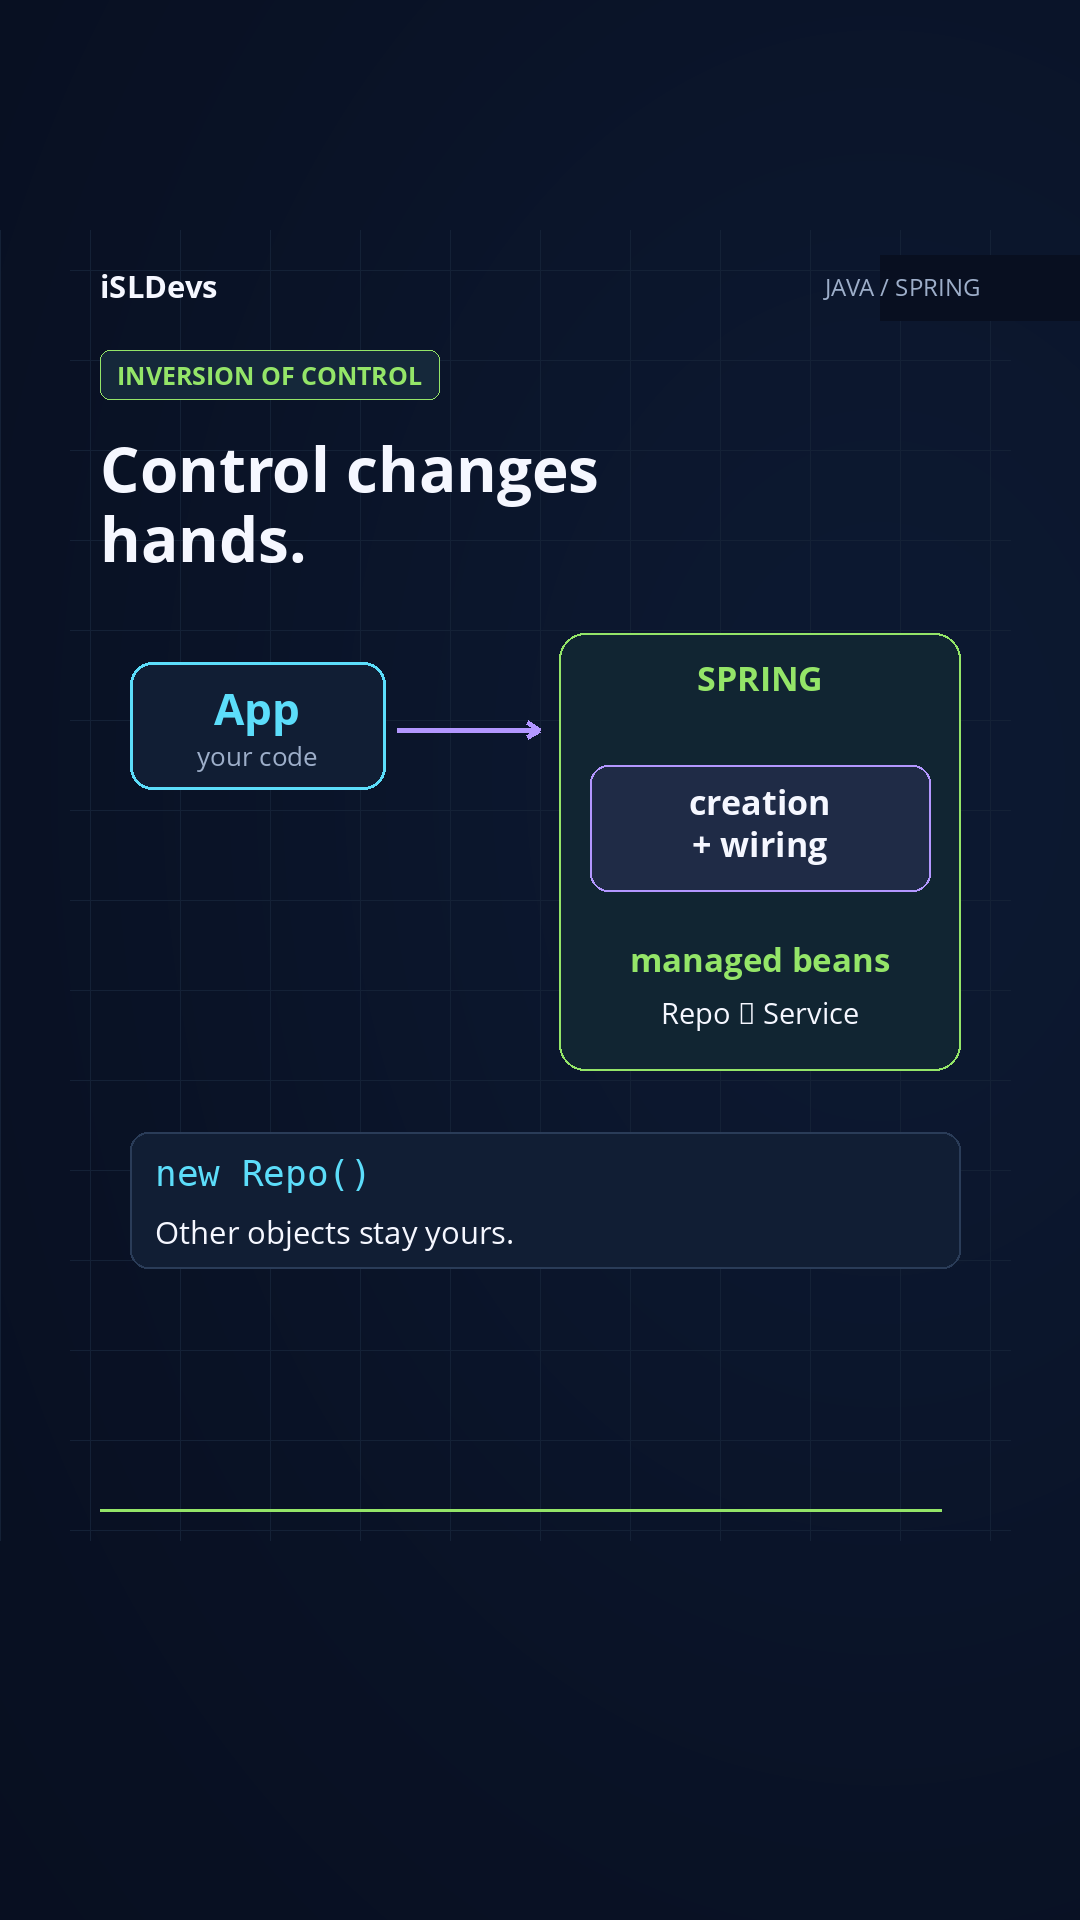 iSLDevs
JAVA / SPRING
INVERSION OF CONTROL
Control changes
hands.
App
your code
SPRING
creation
+ wiring
managed beans
Repo ▯ Service
new Repo()
Other objects stay yours.